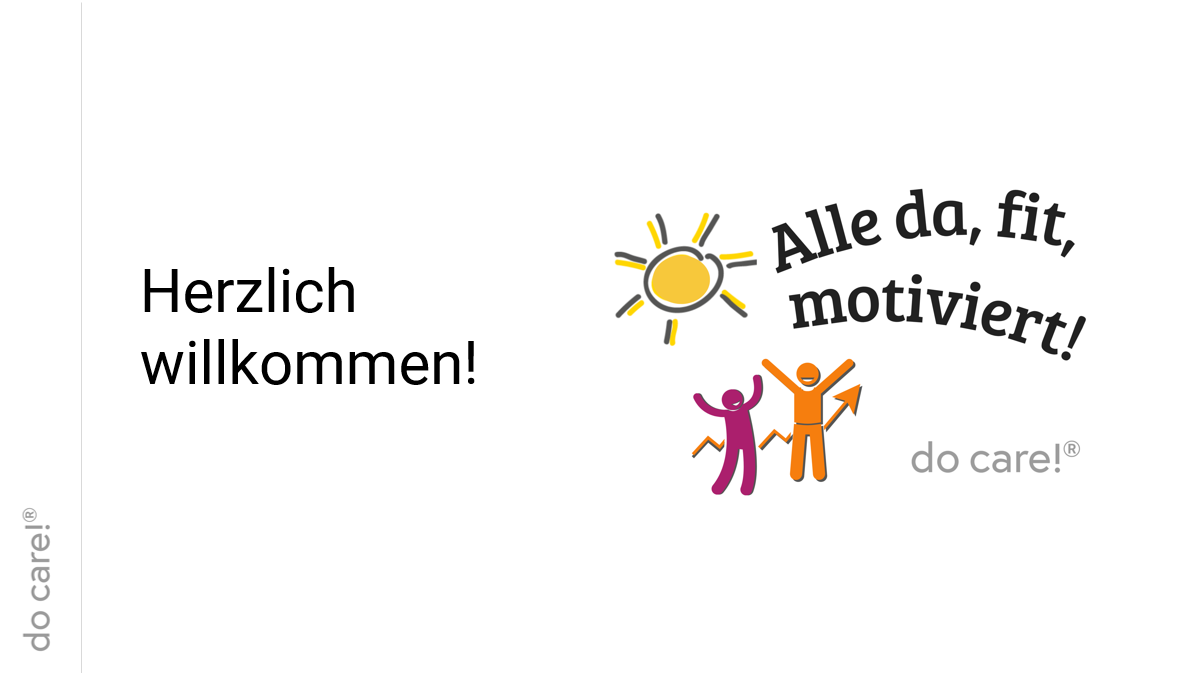 Herzlich
willkommen!
Alle da, fit,
motiviert!
do care!®
do care!®